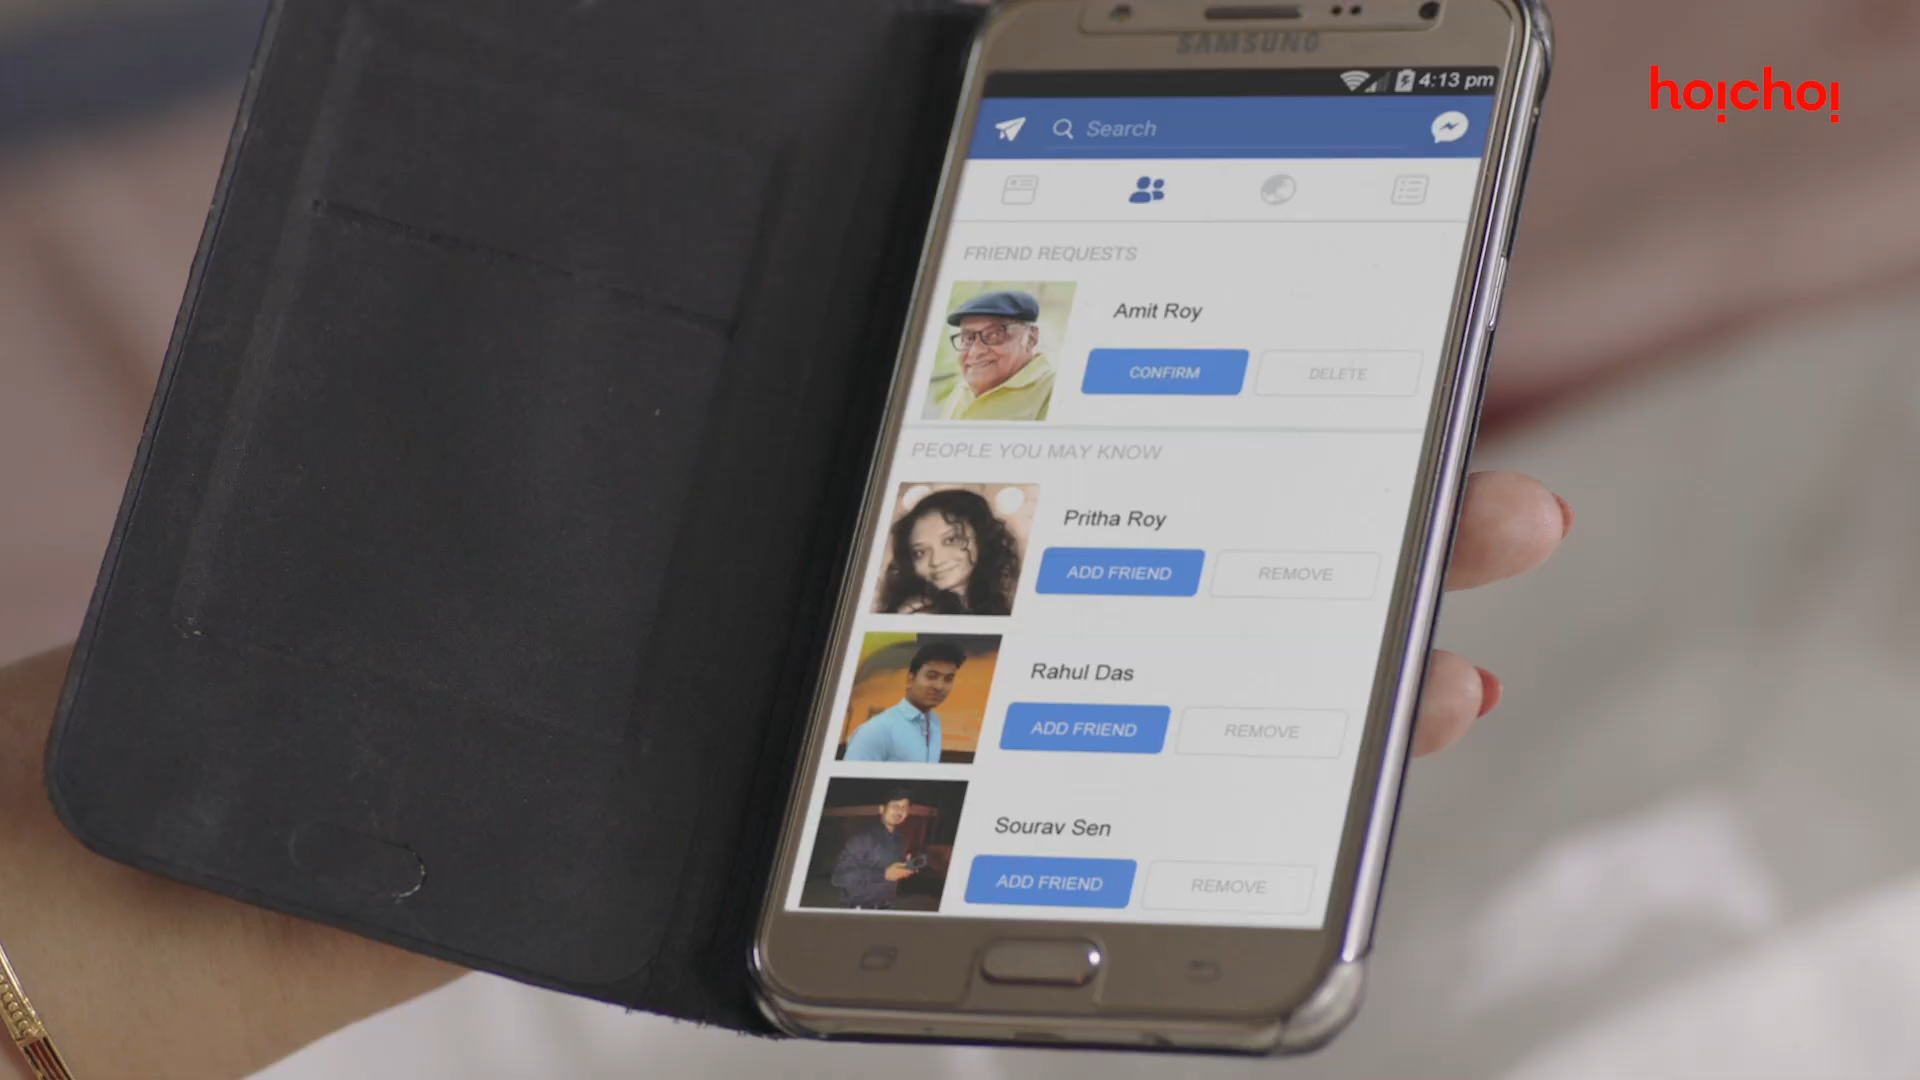 SAMSUNG
hoichoi
4:13 pm
Search
FRIEND REQUESTS
Amit Roy
CONFIRM DELETE
PEOPLE YOU MAY KNOW
Pritha Roy
ADD FRIEND REMOVE
Rahul Das
ADD FRIEND REMOVE
Sourav Sen
ADD FRIEND REMOVE